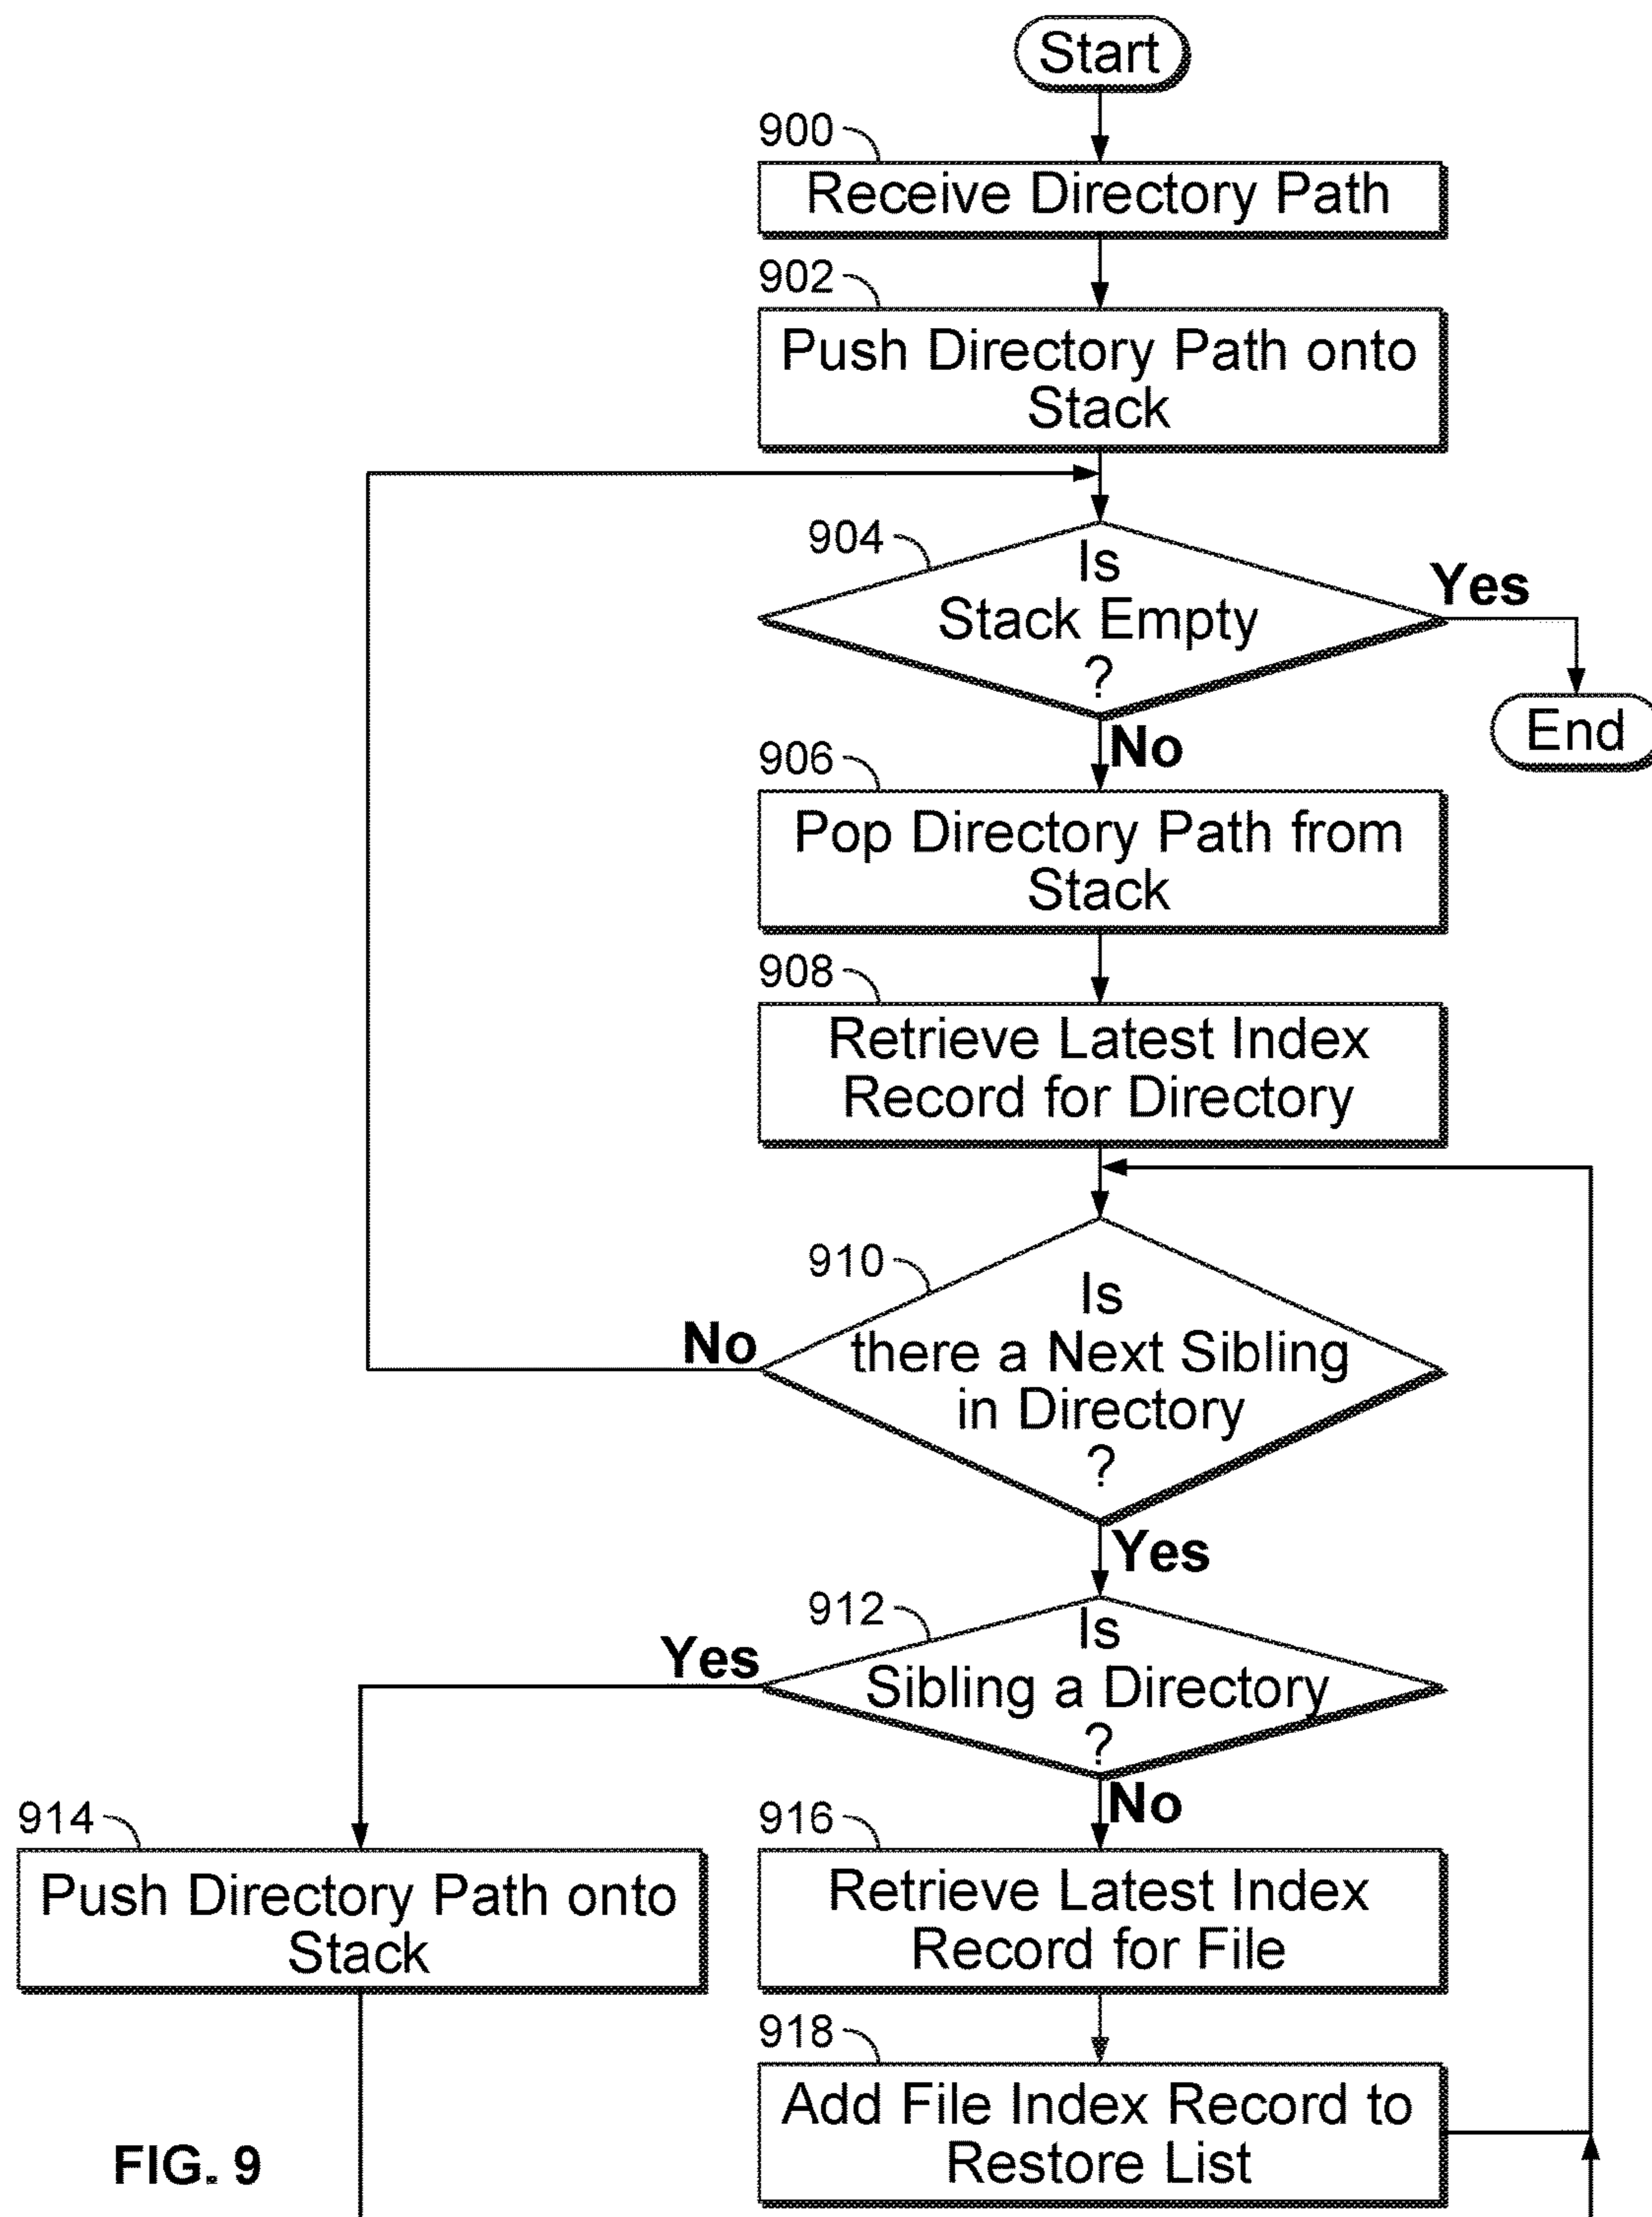 Start
900
Receive Directory Path
902
Push Directory Path onto
Stack
904
Is
Stack Empty
?
Yes
End
No
906
Pop Directory Path from
Stack
908
Retrieve Latest Index
Record for Directory
910
Is
there a Next Sibling
in Directory
?
No
Yes
912
Is
Sibling a Directory
?
Yes
No
914
Push Directory Path onto
Stack
916
Retrieve Latest Index
Record for File
918
Add File Index Record to
Restore List
FIG. 9